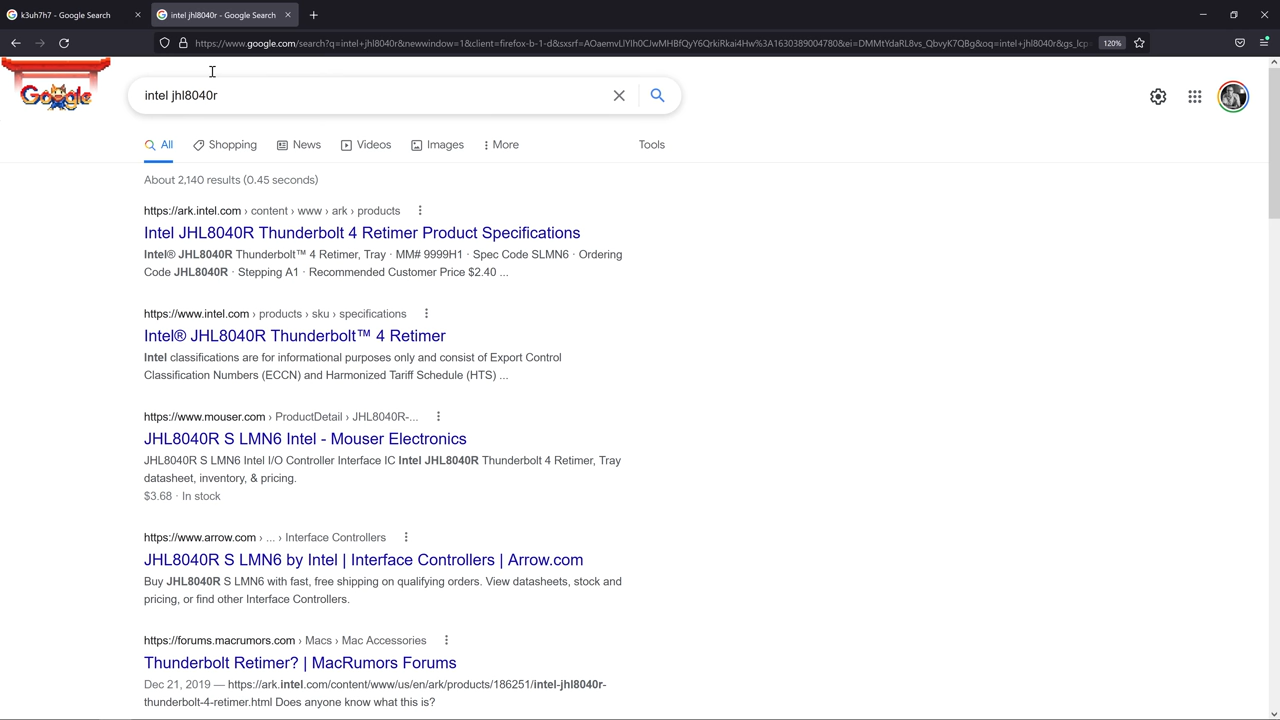 k3uh7h7 - Google Search
intel jhl8040r - Google Search
https://www.google.com/search?q=intel+jhl8040r&newwindow=1&client=firefox-b-1-d&sxsrf=AOaemvLlYlh0CJwMHBfQyY6QrkiRkai4Hw%3A1630389004780&ei=DMMtYdaRL8vs_QbvyK7QBg&oq=intel+jhl8040r&gs_lcp
120%
Google
intel jhl8040r
All
Shopping
News
Videos
Images
More
Tools
About 2,140 results (0.45 seconds)
https://ark.intel.com › content › www › ark › products
Intel JHL8040R Thunderbolt 4 Retimer Product Specifications
Intel® JHL8040R Thunderbolt™ 4 Retimer, Tray · MM# 9999H1 · Spec Code SLMN6 · Ordering
Code JHL8040R · Stepping A1 · Recommended Customer Price $2.40 ...
https://www.intel.com › products › sku › specifications
Intel® JHL8040R Thunderbolt™ 4 Retimer
Intel classifications are for informational purposes only and consist of Export Control
Classification Numbers (ECCN) and Harmonized Tariff Schedule (HTS) ...
https://www.mouser.com › ProductDetail › JHL8040R-...
JHL8040R S LMN6 Intel - Mouser Electronics
JHL8040R S LMN6 Intel I/O Controller Interface IC Intel JHL8040R Thunderbolt 4 Retimer, Tray
datasheet, inventory, & pricing.
$3.68 · In stock
https://www.arrow.com › ... › Interface Controllers
JHL8040R S LMN6 by Intel | Interface Controllers | Arrow.com
Buy JHL8040R S LMN6 with fast, free shipping on qualifying orders. View datasheets, stock and
pricing, or find other Interface Controllers.
https://forums.macrumors.com › Macs › Mac Accessories
Thunderbolt Retimer? | MacRumors Forums
Dec 21, 2019 — https://ark.intel.com/content/www/us/en/ark/products/186251/intel-jhl8040r-
thunderbolt-4-retimer.html Does anyone know what this is?